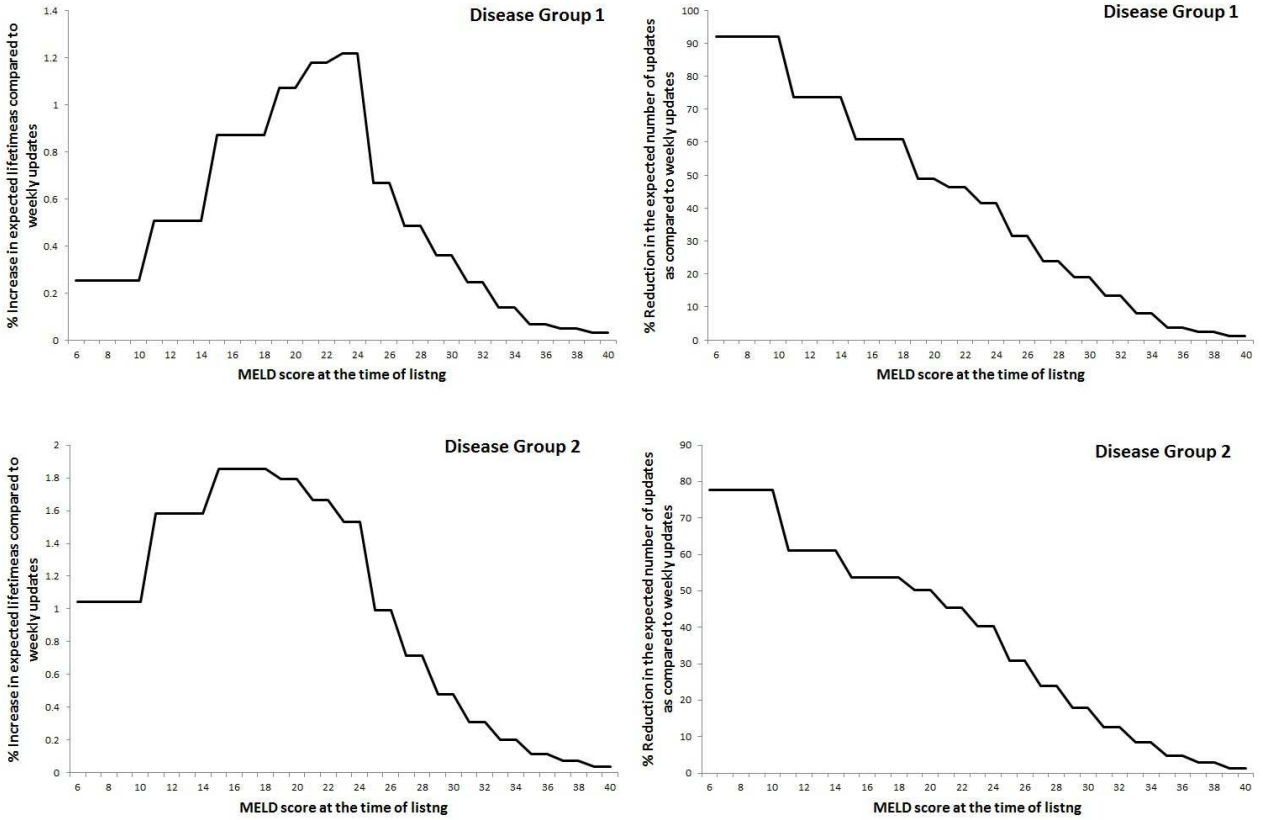 Disease Group 1
% Increase in expected lifetimeas compared to
weekly updates
1.4
1.2
1
0.8
0.6
0.4
0.2
0
6 8 10 12 14 16 18 20 22 24 26 28 30 32 34 36 38 40
MELD score at the time of listng
Disease Group 1
% Reduction in the expected number of updates
as compared to weekly updates
100
90
80
70
60
50
40
30
20
10
0
6 8 10 12 14 16 18 20 22 24 26 28 30 32 34 36 38 40
MELD score at the time of listng
Disease Group 2
% Increase in expected lifetimeas compared to
weekly updates
2
1.8
1.6
1.4
1.2
1
0.8
0.6
0.4
0.2
0
6 8 10 12 14 16 18 20 22 24 26 28 30 32 34 36 38 40
MELD score at the time of listng
Disease Group 2
% Reduction in the expected number of updates
as compared to weekly updates
90
80
70
60
50
40
30
20
10
0
6 8 10 12 14 16 18 20 22 24 26 28 30 32 34 36 38 40
MELD score at the time of listng